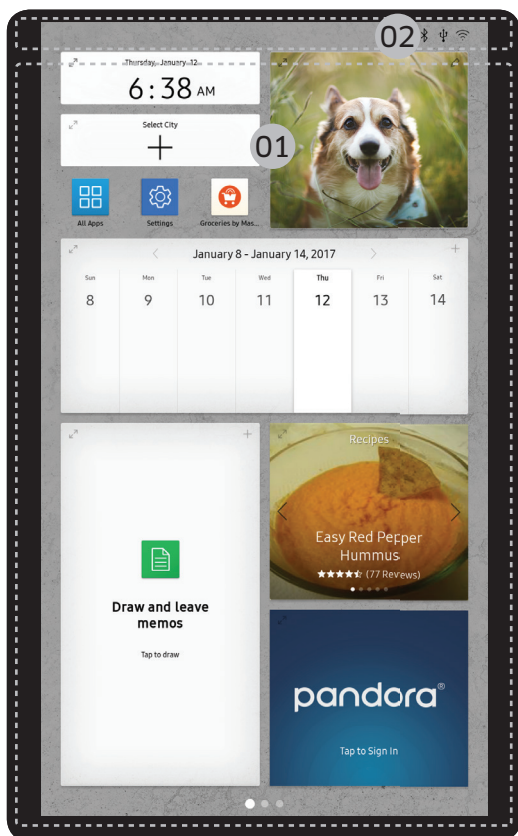 02
Thursday, January 12
6:38 AM
Select City
01
All Apps
Settings
Groceries by Mas...
January 8 - January 14, 2017
Sun
Mon
Tue
Wed
Thu
Fri
Sat
8
9
10
11
12
13
14
Draw and leave
memos
Tap to draw
Recipes
Easy Red Pepper
Hummus
(77 Reviews)
pandora®
Tap to Sign In